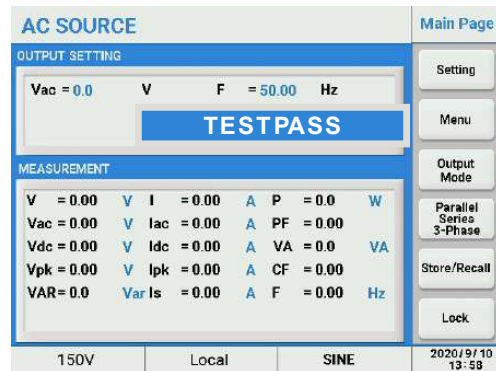 AC SOURCE
Main Page
OUTPUT SETTING
Vac = 0.0 V F = 50.00 Hz
TESTPASS
MEASUREMENT
V = 0.00 V I = 0.00 A P = 0.0 W
Vac = 0.00 V Iac = 0.00 A PF = 0.00
Vdc = 0.00 V Idc = 0.00 A VA = 0.0 VA
Vpk = 0.00 V Ipk = 0.00 A CF = 0.00
VAR= 0.0 Var Is = 0.00 A F = 0.00 Hz
Setting
Menu
Output
Mode
Parallel
Series
3-Phase
Store/Recall
Lock
150V Local SINE
2020/9/10
13:58